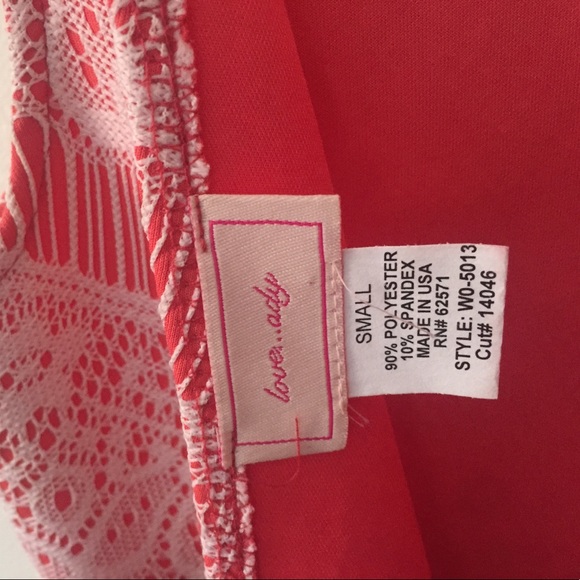 love...ady
SMALL
90% POLYESTER
10% SPANDEX
MADE IN USA
RN# 62571
STYLE: W0-5013
Cut# 14046